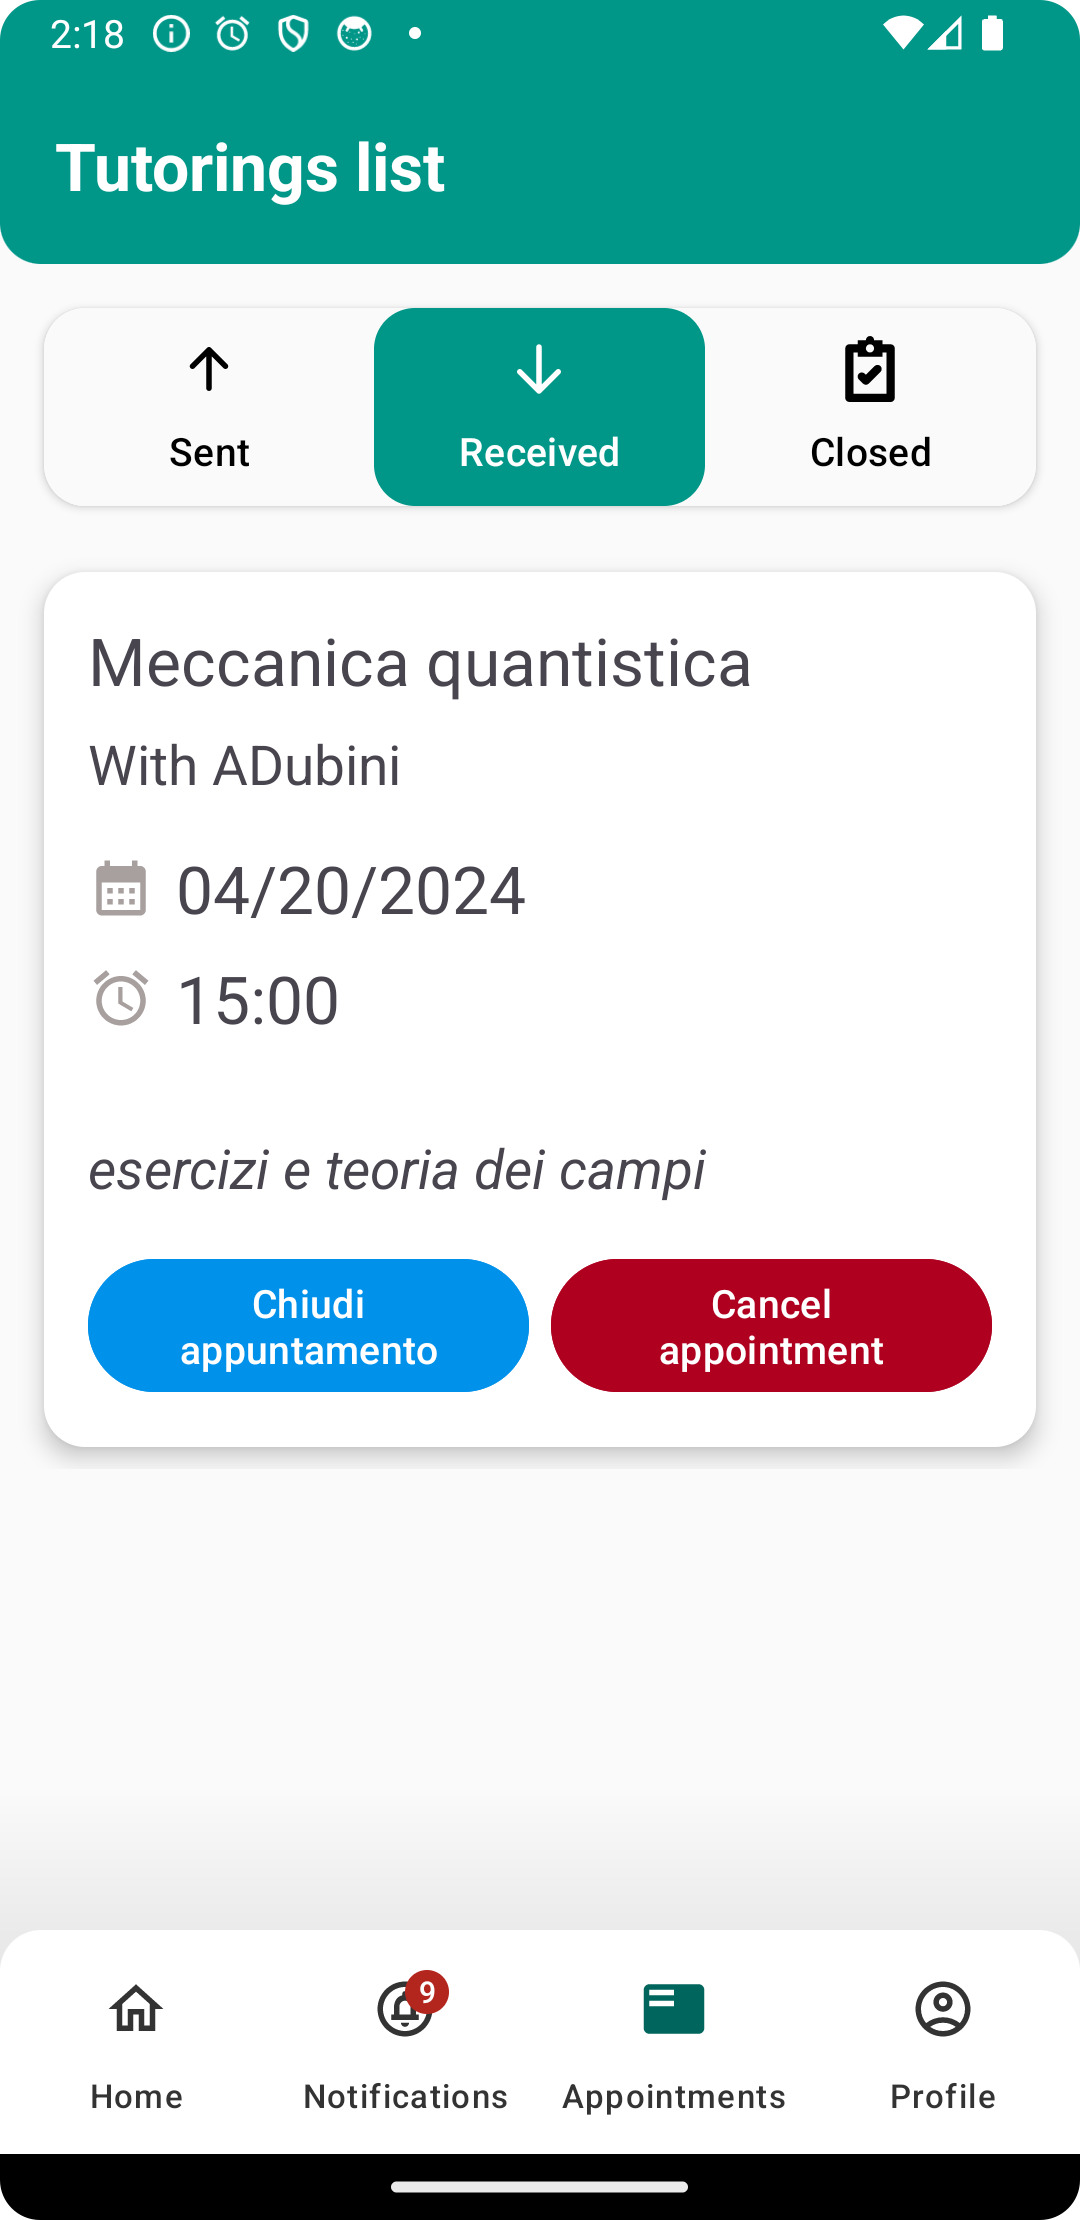 2:18
Tutorings list
Sent
Received
Closed
Meccanica quantistica
With ADubini
04/20/2024
15:00
esercizi e teoria dei campi
Chiudi
appuntamento
Cancel
appointment
9
Home
Notifications
Appointments
Profile